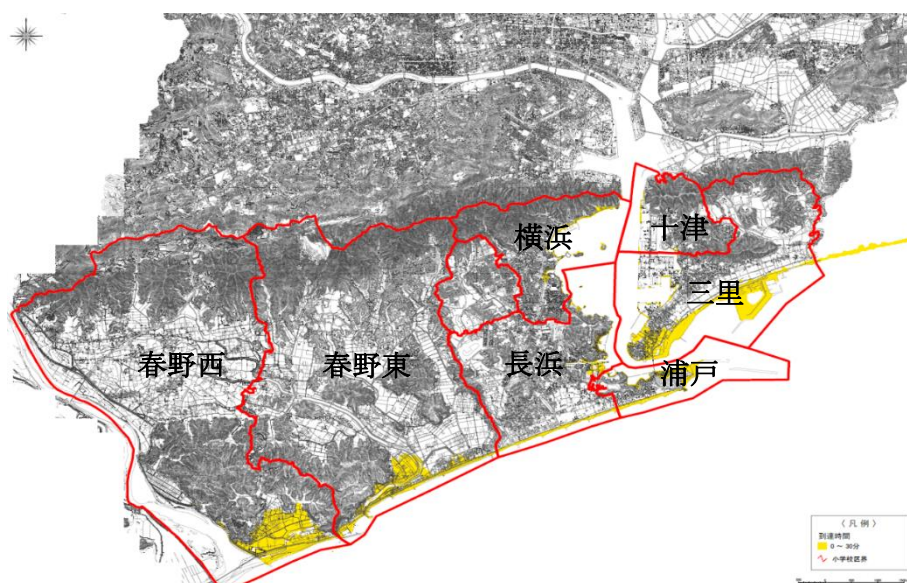 横浜
十津
三里
春野西
春野東
長浜
浦戸
（凡例）
到達時間
0 ～ 30分
小学校区界